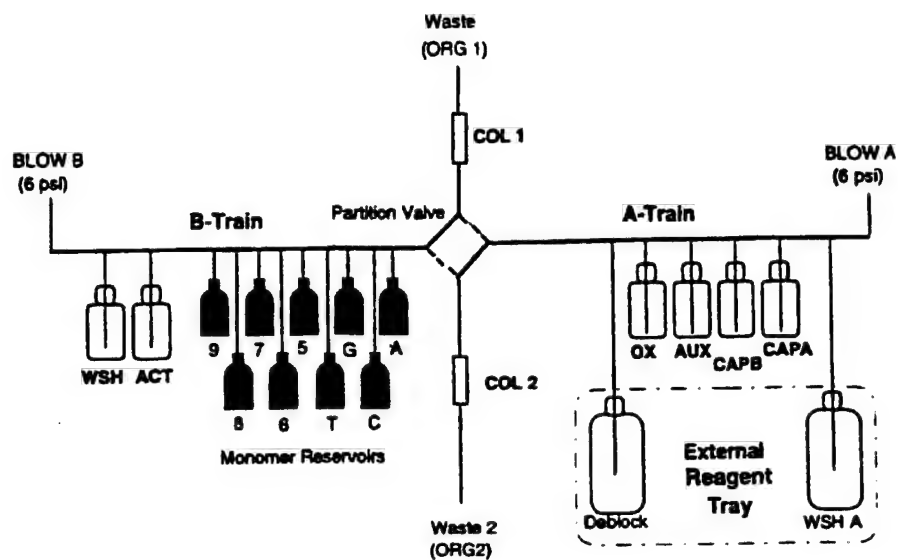 Waste
(ORG 1)
COL 1
BLOW B
(6 psi)
BLOW A
(6 psi)
B-Train
Partition Valve
A-Train
WSH
ACT
9
7
5
G
A
8
6
T
C
Monomer Reservoirs
OX
AUX
CAPB
CAPA
COL 2
External
Reagent
Tray
Deblock
WSH A
Waste 2
(ORG2)